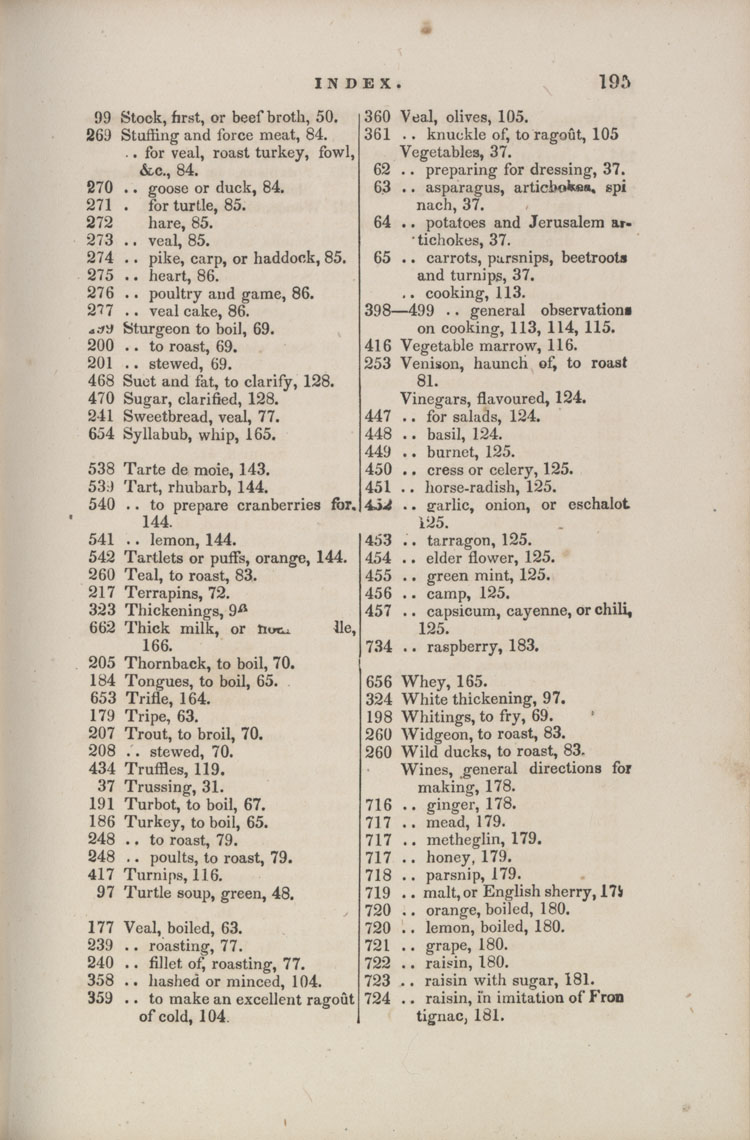 INDEX. 195
99 Stock, first, or beef broth, 50.
269 Stuffing and force meat, 84.
.. for veal, roast turkey, fowl,
&c., 84.
270 .. goose or duck, 84.
271 . for turtle, 85.
272 hare, 85.
273 .. veal, 85.
274 .. pike, carp, or haddock, 85.
275 .. heart, 86.
276 .. poultry and game, 86.
277 .. veal cake, 86.
Sturgeon to boil, 69.
200 .. to roast, 69.
201 .. stewed, 69.
468 Suet and fat, to clarify, 128.
470 Sugar, clarified, 128.
241 Sweetbread, veal, 77.
654 Syllabub, whip, 165.
538 Tarte de moie, 143.
539 Tart, rhubarb, 144.
540 .. to prepare cranberries for.
144.
541 .. lemon, 144.
542 Tartlets or puffs, orange, 144.
260 Teal, to roast, 83.
217 Terrapins, 72.
323 Thickenings,
662 Thick milk, or
166.
205 Thornback, to boil, 70.
184 Tongues, to boil, 65.
653 Trifle, 164.
179 Tripe, 63.
207 Trout, to broil, 70.
208 .. stewed, 70.
434 Truffles, 119.
37 Trussing, 31.
191 Turbot, to boil, 67.
186 Turkey, to boil, 65.
248 .. to roast, 79.
248 .. poults, to roast, 79.
417 Turnips, 116.
97 Turtle soup, green, 48.
177 Veal, boiled, 63.
239 .. roasting, 77.
240 .. fillet of, roasting, 77.
358 .. hashed or minced, 104.
359 .. to make an excellent ragoût
of cold, 104.
360 Veal, olives, 105.
361 .. knuckle of, to ragoût, 105
Vegetables, 37.
62 .. preparing for dressing, 37.
63 .. asparagus, artichokes, spi
nach, 37.
64 .. potatoes and Jerusalem ar-
tichokes, 37.
65 .. carrots, parsnips, beetroots
and turnips, 37.
.. cooking, 113.
398—499 .. general observations
on cooking, 113, 114, 115.
416 Vegetable marrow, 116.
253 Venison, haunch of, to roast
81.
Vinegars, flavoured, 124.
447 .. for salads, 124.
448 .. basil, 124.
449 .. burnet, 125.
450 .. cress or celery, 125.
451 .. horse-radish, 125.
452 .. garlic, onion, or eschalot
125.
453 .. tarragon, 125.
454 .. elder flower, 125.
455 .. green mint, 125.
456 .. camp, 125.
457 .. capsicum, cayenne, or chili,
125.
734 .. raspberry, 183.
656 Whey, 165.
324 White thickening, 97.
198 Whitings, to fry, 69.
260 Widgeon, to roast, 83.
260 Wild ducks, to roast, 83.
Wines, general directions for
making, 178.
716 .. ginger, 178.
717 .. mead, 179.
717 .. metheglin, 179.
717 .. honey, 179.
718 .. parsnip, 179.
719 .. malt, or English sherry, 179
720 .. orange, boiled, 180.
720 .. lemon, boiled, 180.
721 .. grape, 180.
722 .. raisin, 180.
723 .. raisin with sugar, 181.
724 .. raisin, in imitation of Fron
tignac, 181.